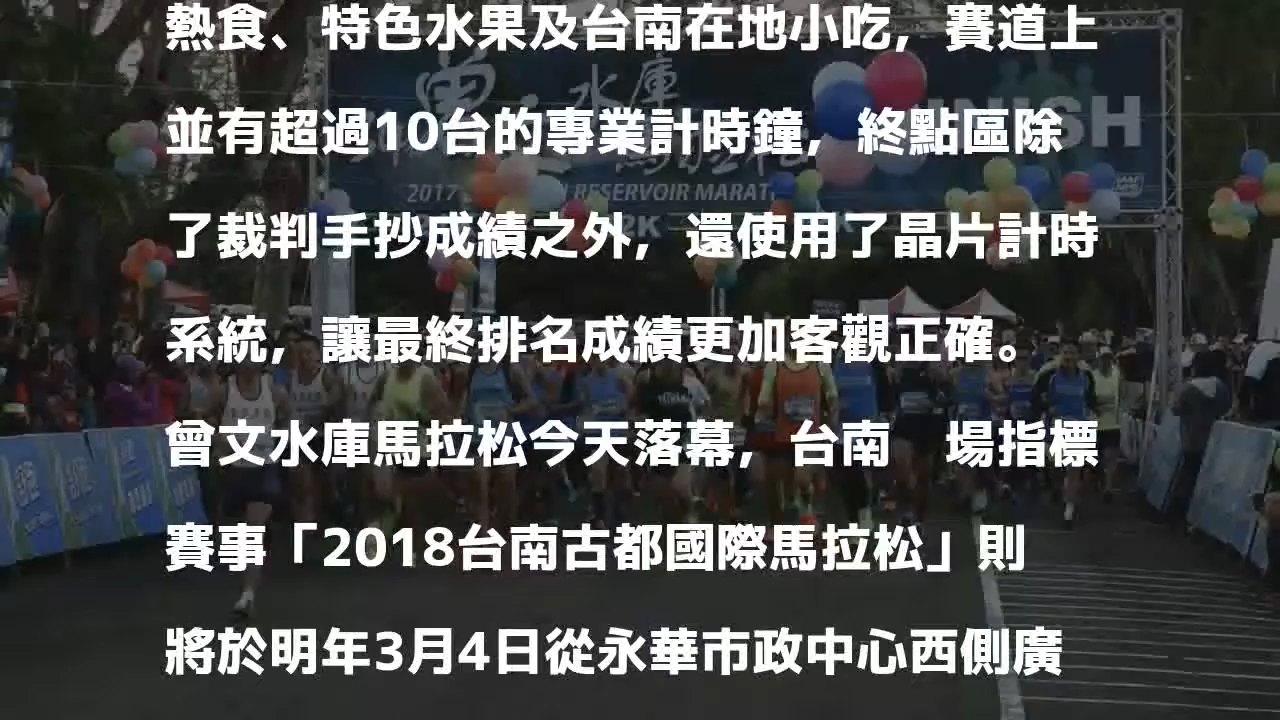 熱食、特色水果及台南在地小吃，賽道上
並有超過10台的專業計時鐘，終點區除
了裁判手抄成績之外，還使用了晶片計時
系統，讓最終排名成績更加客觀正確。
曾文水庫馬拉松今天落幕，台南　場指標
賽事「2018台南古都國際馬拉松」則
將於明年3月4日從永華市政中心西側廣
水庫
FINISH
2017
RESERVOIR MARAT